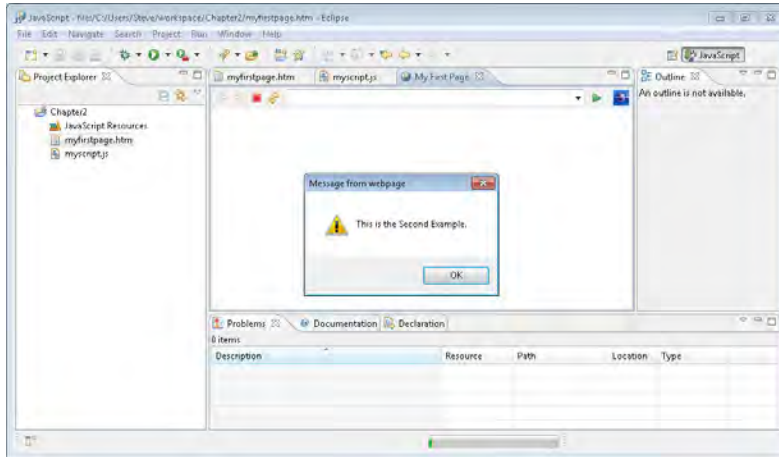 JavaScript - file:/C:/Users/Steve/workspace/Chapter2/myfirstpage.htm - Eclipse
File Edit Navigate Search Project Run Window Help
JavaScript
Project Explorer
myfirstpage.htm myscript.js My First Page
Outline
An outline is not available.
Chapter2
JavaScript Resources
myfirstpage.htm
myscript.js
Message from webpage
This is the Second Example.
OK
Problems Documentation Declaration
0 items
Description Resource Path Location Type